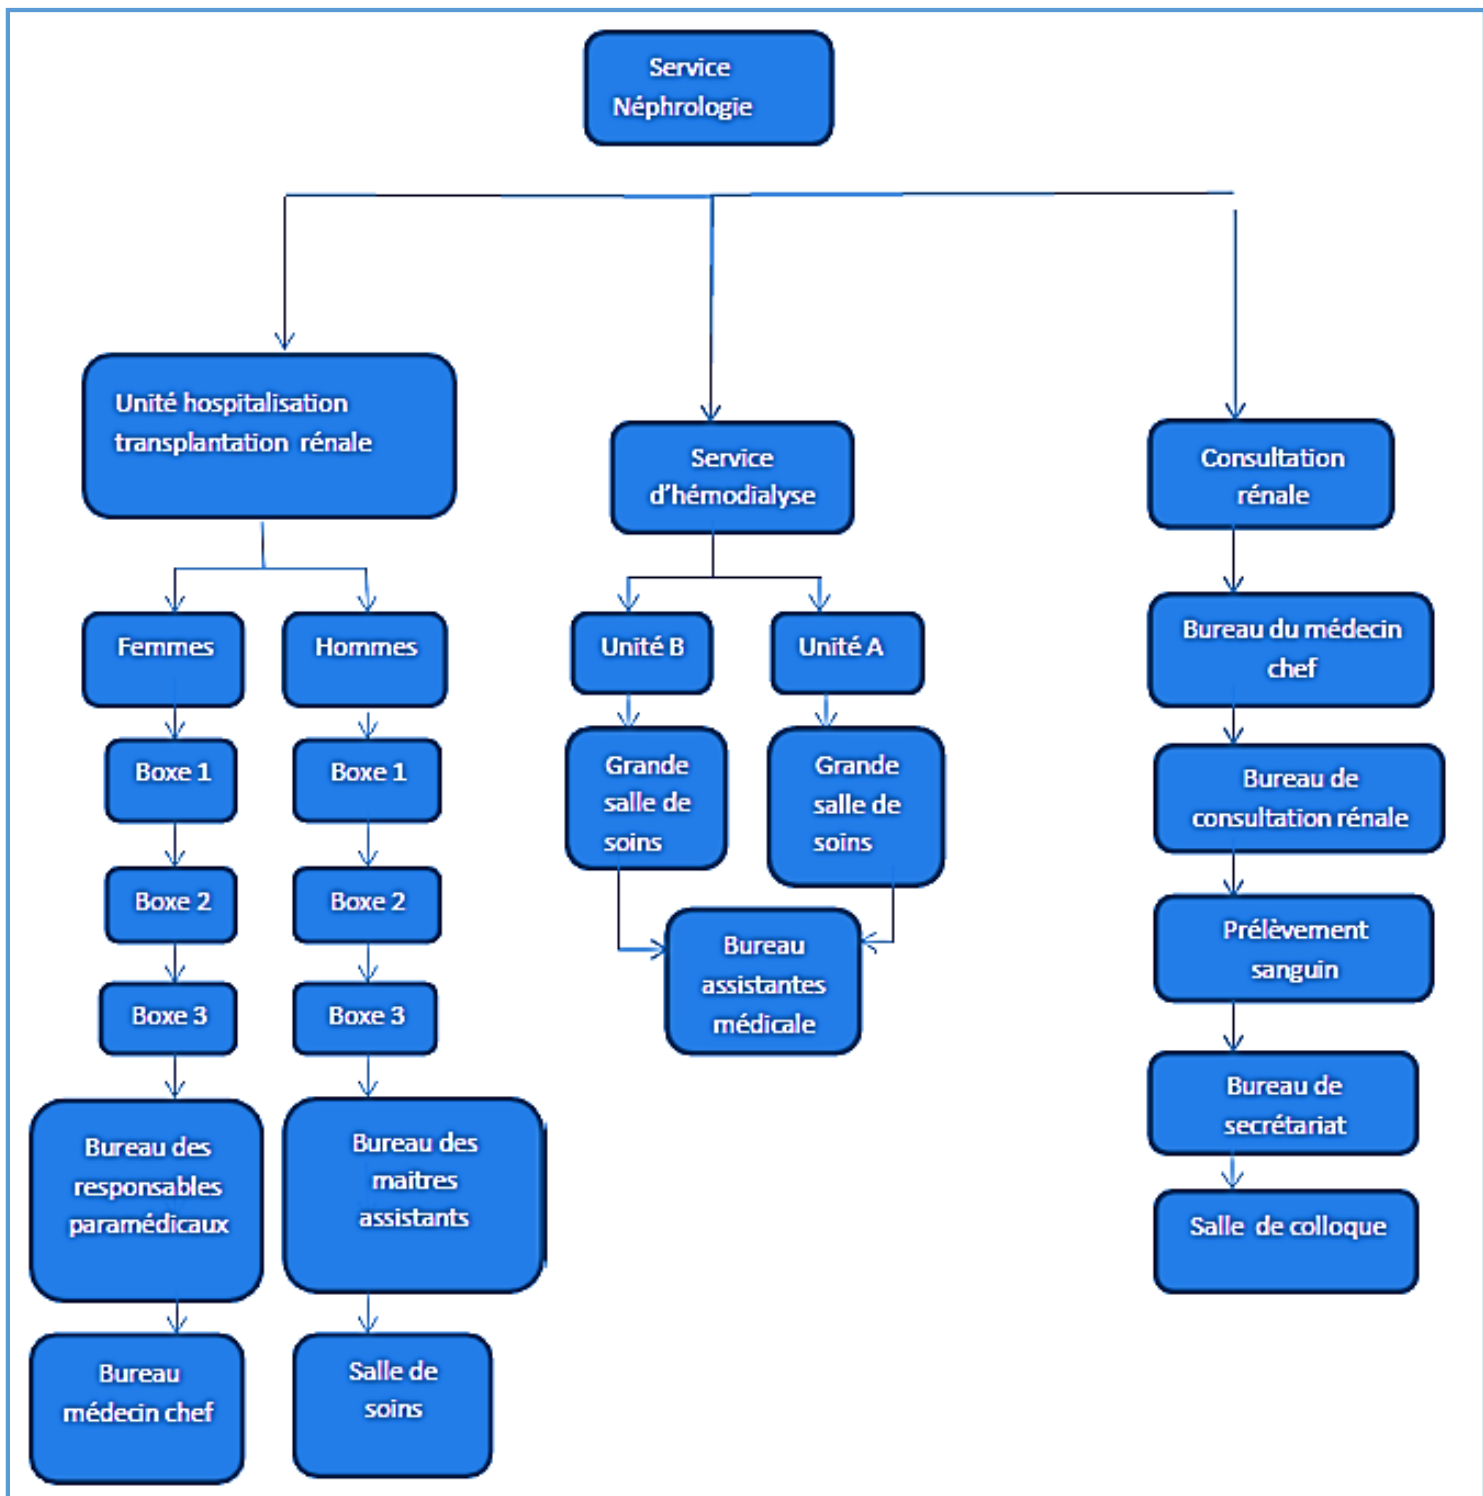 Service
Néphrologie
Unité hospitalisation
transplantation rénale
Service
d'hémodialyse
Consultation
rénale
Femmes
Hommes
Unité B
Unité A
Bureau du médecin
chef
Boxe 1
Boxe 1
Grande
salle de
soins
Grande
salle de
soins
Bureau de
consultation rénale
Boxe 2
Boxe 2
Bureau
assistantes
médicale
Prélèvement
sanguin
Boxe 3
Boxe 3
Bureau de
secrétariat
Bureau des
responsables
paramédicaux
Bureau des
maitres
assistants
Salle de colloque
Bureau
médecin chef
Salle de
soins